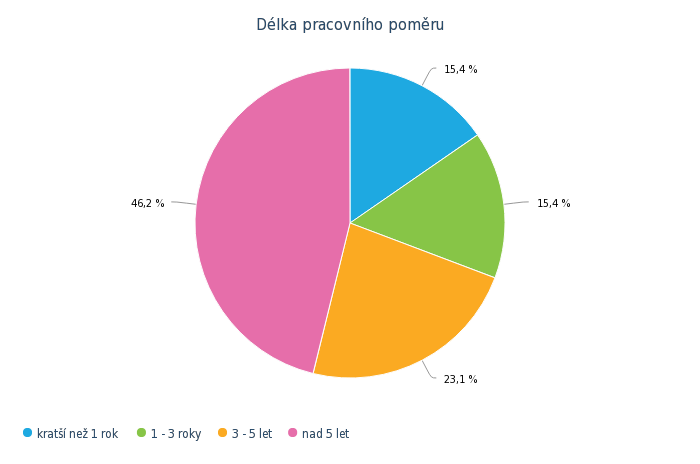 Délka pracovního poměru
15,4 %
46,2 %
15,4 %
23,1 %
kratší než 1 rok
1 - 3 roky
3 - 5 let
nad 5 let